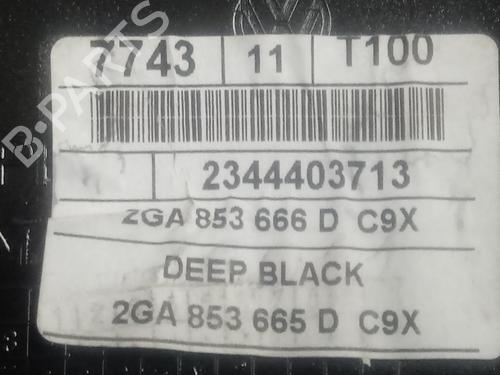 7743 11 T100
2344403713
2GA 853 666 D C9X
DEEP BLACK
2GA 853 665 D C9X
B-PARTS